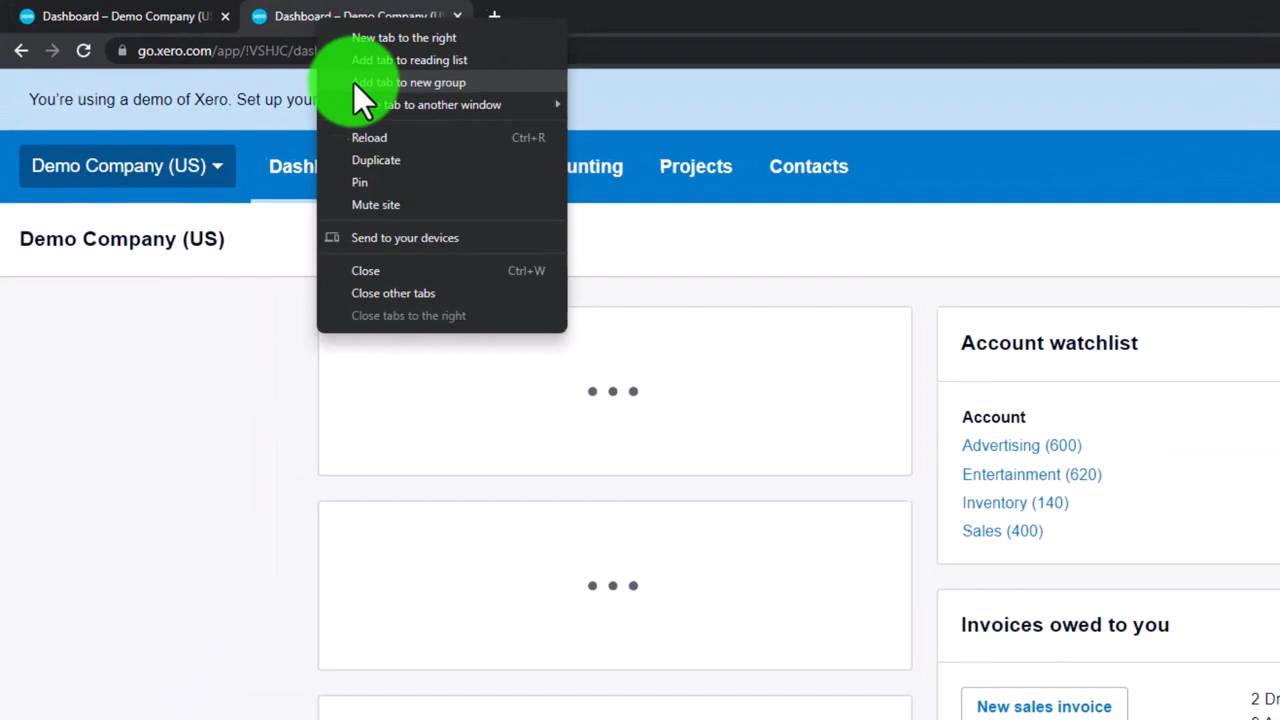 Dashboard – Demo Company (U
Dashboard – Demo Company (U
go.xero.com/app/!VSHJC/das
New tab to the right
Add tab to reading list
Add tab to new group
tab to another window
Reload Ctrl+R
Duplicate
Pin
Mute site
Send to your devices
Close Ctrl+W
Close other tabs
Close tabs to the right
You’re using a demo of Xero. Set up your
Demo Company (US)
Dash
unting
Projects
Contacts
Demo Company (US)
Account watchlist
Account
Advertising (600)
Entertainment (620)
Inventory (140)
Sales (400)
Invoices owed to you
New sales invoice
2 Dr